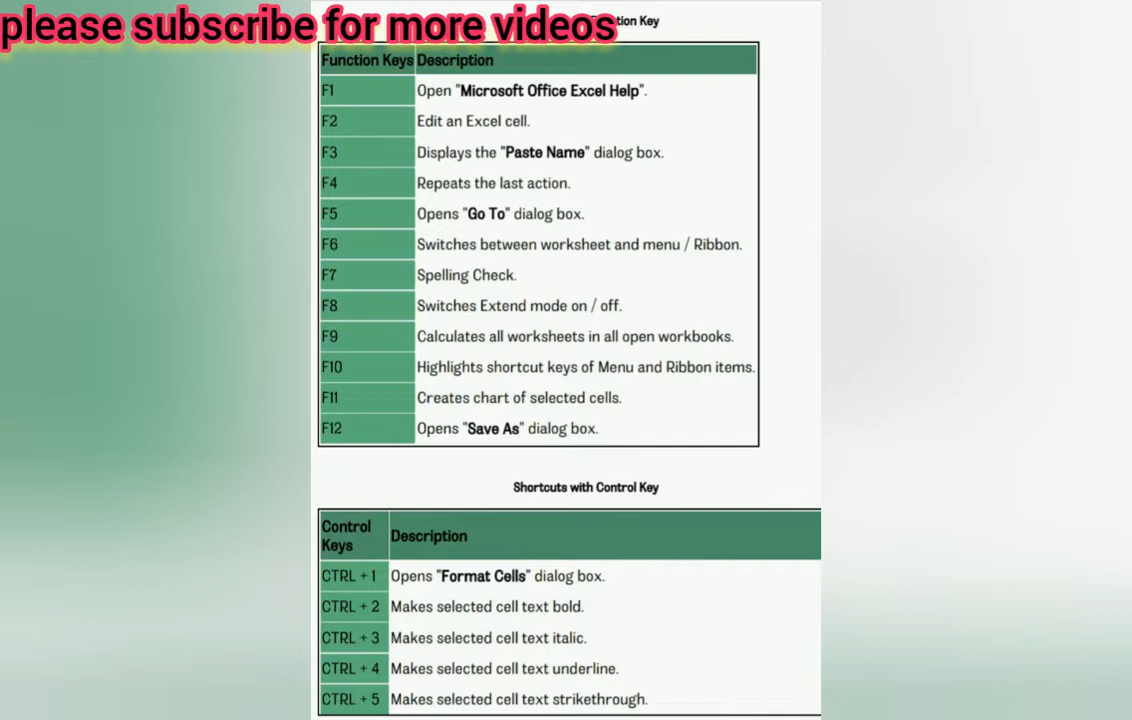 please subscribe for more videos
tion Key
Function Keys Description
F1 Open "Microsoft Office Excel Help".
F2 Edit an Excel cell.
F3 Displays the "Paste Name" dialog box.
F4 Repeats the last action.
F5 Opens "Go To" dialog box.
F6 Switches between worksheet and menu / Ribbon.
F7 Spelling Check.
F8 Switches Extend mode on / off.
F9 Calculates all worksheets in all open workbooks.
F10 Highlights shortcut keys of Menu and Ribbon items.
F11 Creates chart of selected cells.
F12 Opens "Save As" dialog box.
Shortcuts with Control Key
Control
Keys
Description
CTRL + 1 Opens "Format Cells" dialog box.
CTRL + 2 Makes selected cell text bold.
CTRL + 3 Makes selected cell text italic.
CTRL + 4 Makes selected cell text underline.
CTRL + 5 Makes selected cell text strikethrough.